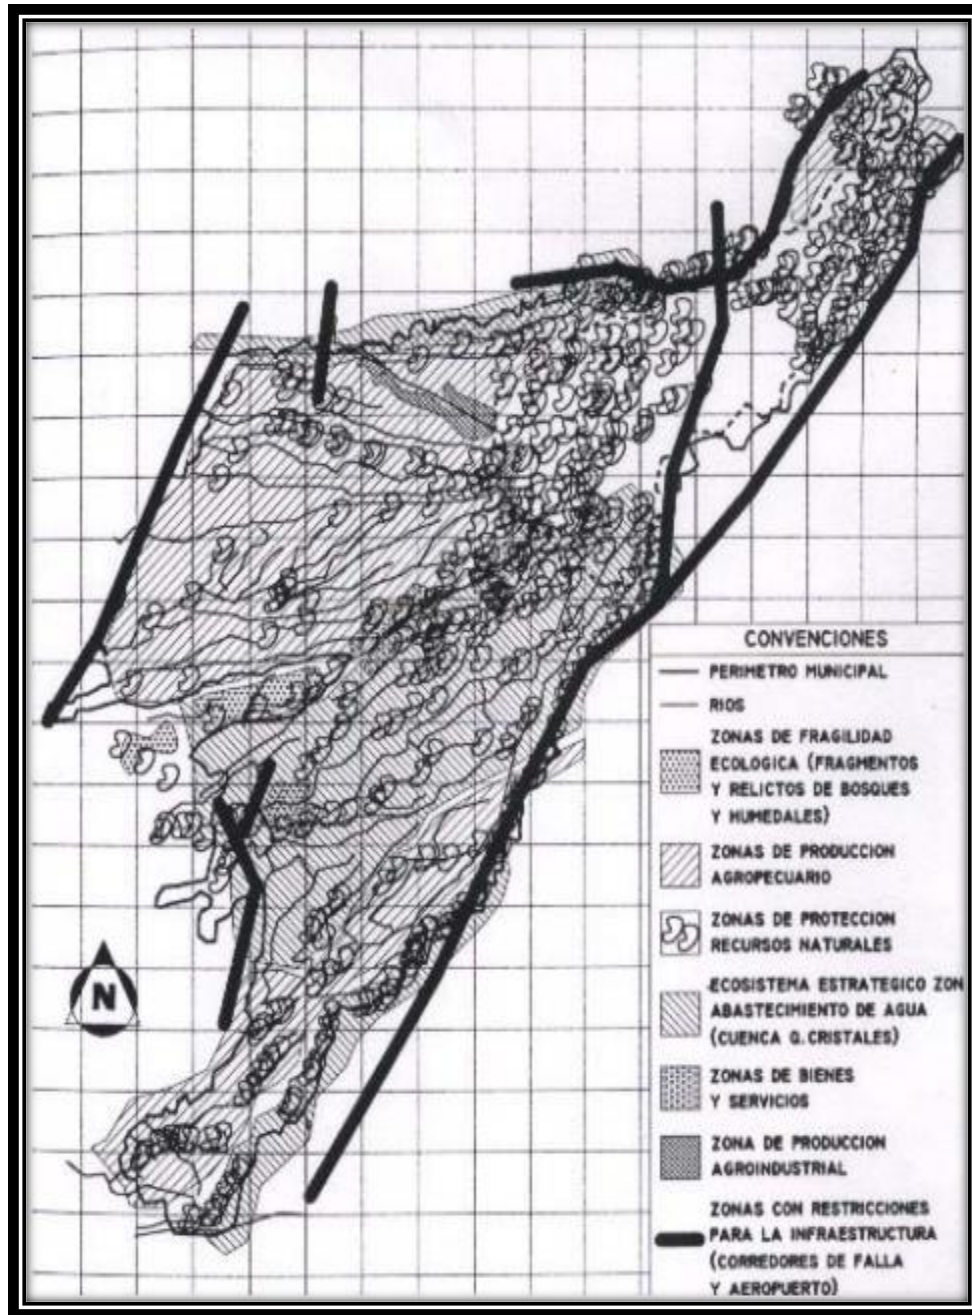 CONVENCIONES
PERIMETRO MUNICIPAL
RIOS
ZONAS DE FRAGILIDAD
ECOLOGICA (FRAGMENTOS
Y RELICTOS DE BOSQUES
Y HUMEDALES)
ZONAS DE PRODUCCION
AGROPECUARIO
ZONAS DE PROTECCION
RECURSOS NATURALES
ECOSISTEMA ESTRATEGICO ZON
ABASTECIMIENTO DE AGUA
(CUENCA Q.CRISTALES)
N
ZONAS DE BIENES
Y SERVICIOS
ZONA DE PRODUCCION
AGROINDUSTRIAL
ZONAS CON RESTRICCIONES
PARA LA INFRAESTRUCTURA
(CORREDORES DE FALLA
Y AEROPUERTO)